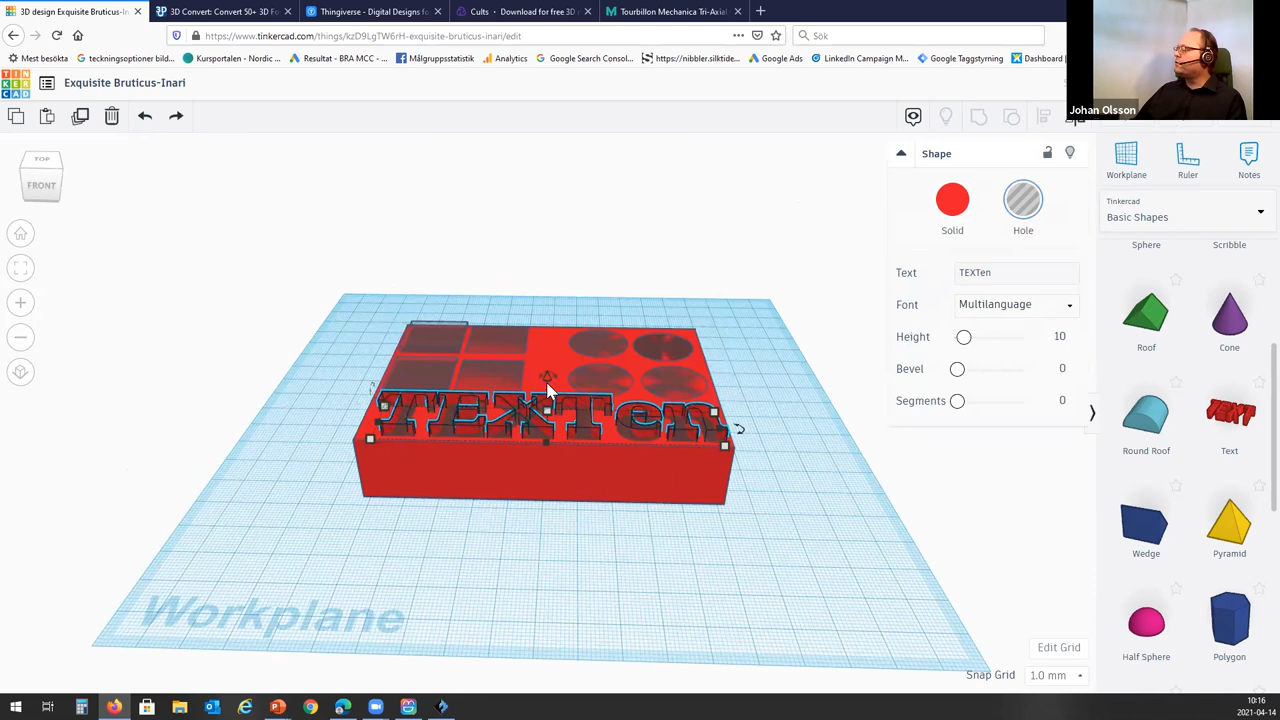 3D design Exquisite Bruticus-In
3D Convert: Convert 50+ 3D Fo
Thingiverse - Digital Designs fo
Cults · Download for free 3D
Tourbillon Mechanica Tri-Axial
https://www.tinkercad.com/things/kzD9LgTW6rH-exquisite-bruticus-inari/edit
Sök
Mest besökta
teckningsoptioner bild...
Kursportalen - Nordic ...
Resultat - BRA MCC - ...
Målgruppsstatistik
Analytics
Google Search Consol...
https://nibbler.silktide...
Google Ads
LinkedIn Campaign M...
Google Taggstyrning
Dashboard
Johan Olsson
TINKERCAD
Exquisite Bruticus-Inari
TOP
FRONT
Shape
Solid
Hole
Text
TEXTen
Font
Multilanguage
Height
10
Bevel
0
Segments
0
Workplane
Ruler
Notes
Tinkercad
Basic Shapes
Sphere
Scribble
Roof
Cone
Round Roof
TEXT
Text
Wedge
Pyramid
Half Sphere
Polygon
TEXTen
Workplane
Edit Grid
Snap Grid
1.0 mm
10:16
2021-04-14